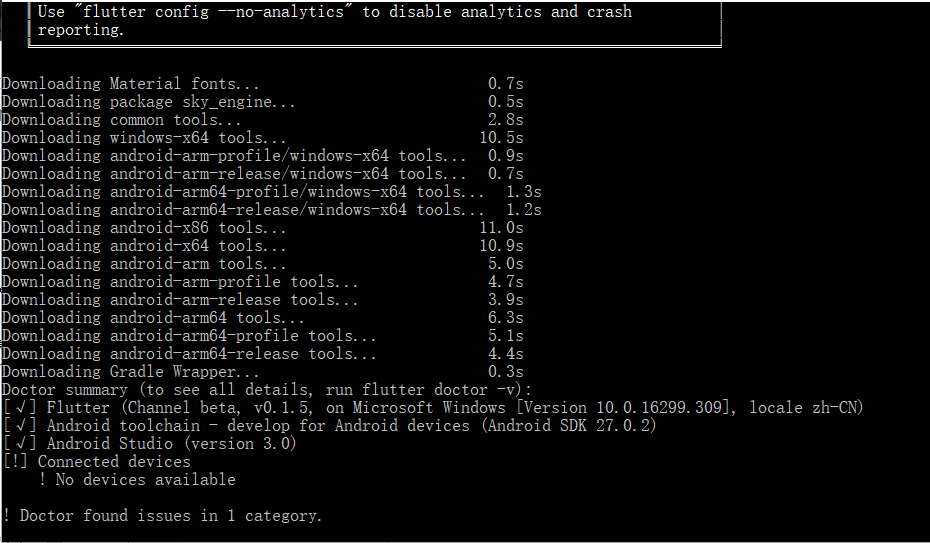 Use "flutter config --no-analytics" to disable analytics and crash
reporting.
Downloading Material fonts... 0.7s
Downloading package sky_engine... 0.5s
Downloading common tools... 2.8s
Downloading windows-x64 tools... 10.5s
Downloading android-arm-profile/windows-x64 tools... 0.9s
Downloading android-arm-release/windows-x64 tools... 0.7s
Downloading android-arm64-profile/windows-x64 tools... 1.3s
Downloading android-arm64-release/windows-x64 tools... 1.2s
Downloading android-x86 tools... 11.0s
Downloading android-x64 tools... 10.9s
Downloading android-arm tools... 5.0s
Downloading android-arm-profile tools... 4.7s
Downloading android-arm-release tools... 3.9s
Downloading android-arm64 tools... 6.3s
Downloading android-arm64-profile tools... 5.1s
Downloading android-arm64-release tools... 4.4s
Downloading Gradle Wrapper... 0.3s
Doctor summary (to see all details, run flutter doctor -v):
[√] Flutter (Channel beta, v0.1.5, on Microsoft Windows [Version 10.0.16299.309], locale zh-CN)
[√] Android toolchain - develop for Android devices (Android SDK 27.0.2)
[√] Android Studio (version 3.0)
[!] Connected devices
! No devices available
! Doctor found issues in 1 category.